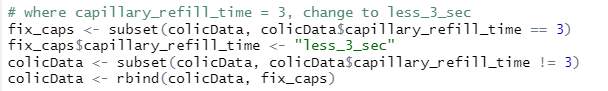 # where capillary_refill_time = 3, change to less_3_sec
fix_caps <- subset(colicData, colicData$capillary_refill_time == 3)
fix_caps$capillary_refill_time <- "less_3_sec"
colicData <- subset(colicData, colicData$capillary_refill_time != 3)
colicData <- rbind(colicData, fix_caps)